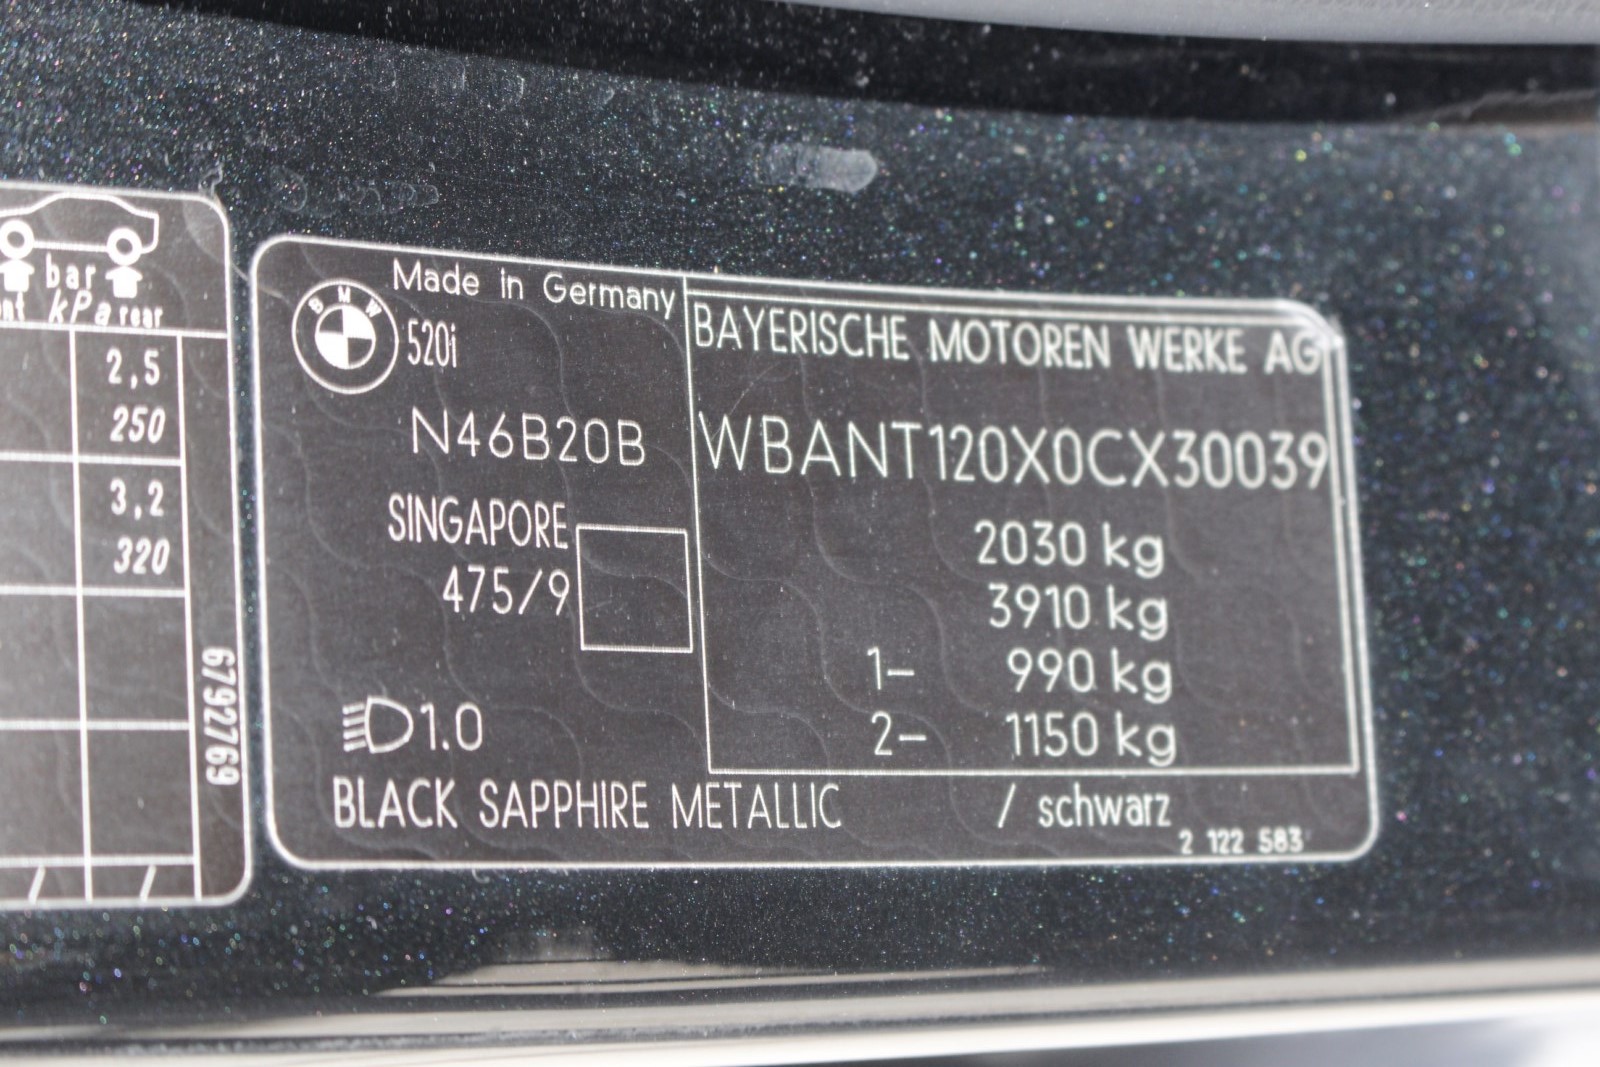 bar
kPa rear
2,5
250
3,2
320
6792769
Made in Germany
BMW
520i
N46B20B
SINGAPORE
475/9
1.0
BLACK SAPPHIRE METALLIC / schwarz
2 122 583
BAYERISCHE MOTOREN WERKE AG
WBANT120X0CX30039
2030 kg
3910 kg
1- 990 kg
2- 1150 kg